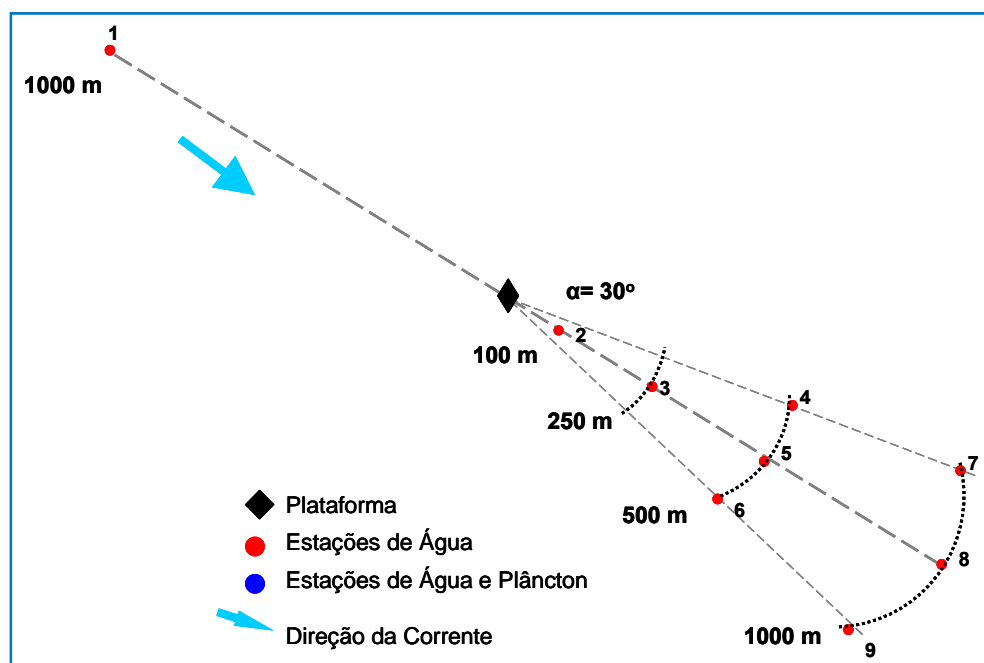 1
1000 m
α= 30º
2
100 m
3
4
250 m
5
7
6
500 m
8
1000 m
9
Plataforma
Estações de Água
Estações de Água e Plâncton
Direção da Corrente